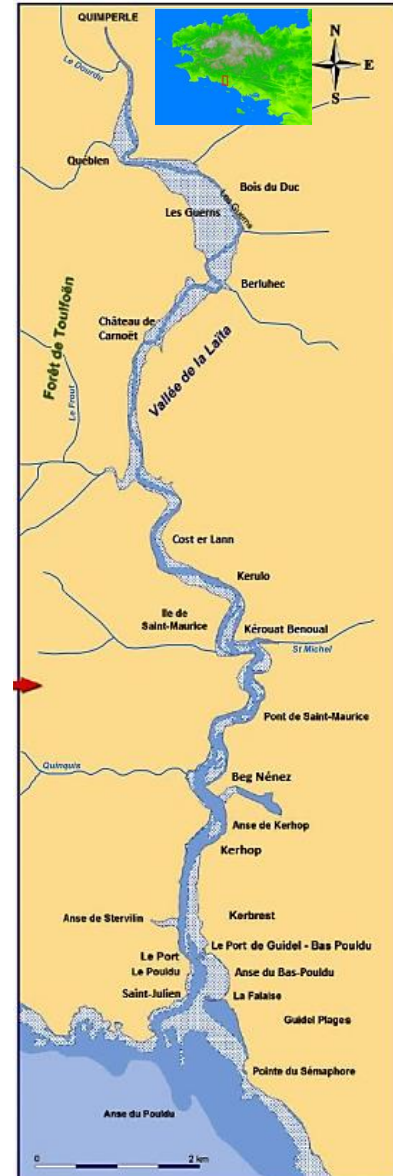 QUIMPERLE
N
E
S
Le Dourdu
Québlen
Bois du Duc
Les Guerns
Les Guerns
Berluhec
Château de
Carnoët
Forêt de Toulfoën
Vallée de la Laïta
Le Frout
Cost er Lann
Kerulo
Ile de
Saint-Maurice
Kérouat Benoual
St Michel
Pont de Saint-Maurice
Quinquis
Beg Nénez
Anse de Kerhop
Kerhop
Kerbrest
Anse de Stervilin
Le Port de Guidel - Bas Pouldu
Le Port
Le Pouldu
Anse du Bas-Pouldu
Saint-Julien
La Falaise
Guidel Plages
Pointe du Sémaphore
Anse du Pouldu
0 2 km